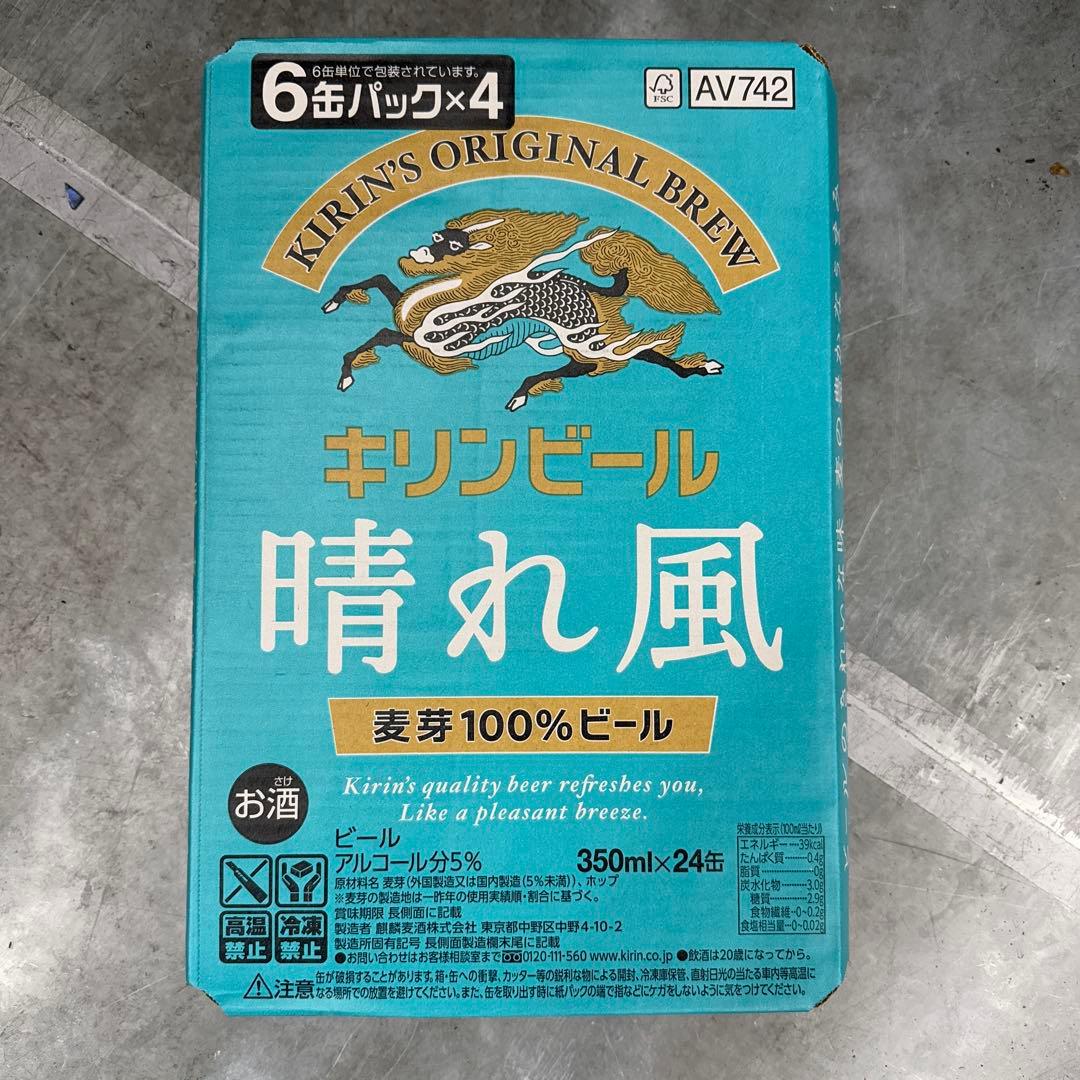 6缶単位で包装されています。
6缶パック×4
FSC
AV742
KIRIN'S ORIGINAL BREW
キリンビール
晴れ風
麦芽100%ビール
Kirin's quality beer refreshes you,
Like a pleasant breeze.
さけ
お酒
ビール
アルコール分5%
350ml×24缶
原材料名 麦芽(外国製造又は国内製造(5%未満))、ホップ
※麦芽の製造地は一昨年の使用実績順・割合に基づく。
賞味期限 長側面に記載
製造者 麒麟麦酒株式会社 東京都中野区中野4-10-2
製造所固有記号 長側面製造欄末尾に記載
●お問い合わせはお客様相談室まで 0120-111-560 www.kirin.co.jp ●飲酒は20歳になってから。
高温禁止
冷凍禁止
栄養成分表示(100ml当たり)
エネルギー----39kcal
たんぱく質------0.4g
脂質------0g
炭水化物------3.0g
糖質------2.9g
食物繊維--0~0.2g
食塩相当量---0~0.02g
注意
缶が破損することがあります。箱・缶への衝撃、カッター等の鋭利な物による開封、冷凍庫保管、直射日光の当たる車内等高温に
なる場所での放置を避けてください。また、缶を取り出す時に紙パックの端で指などにケガをしないように気をつけてください。